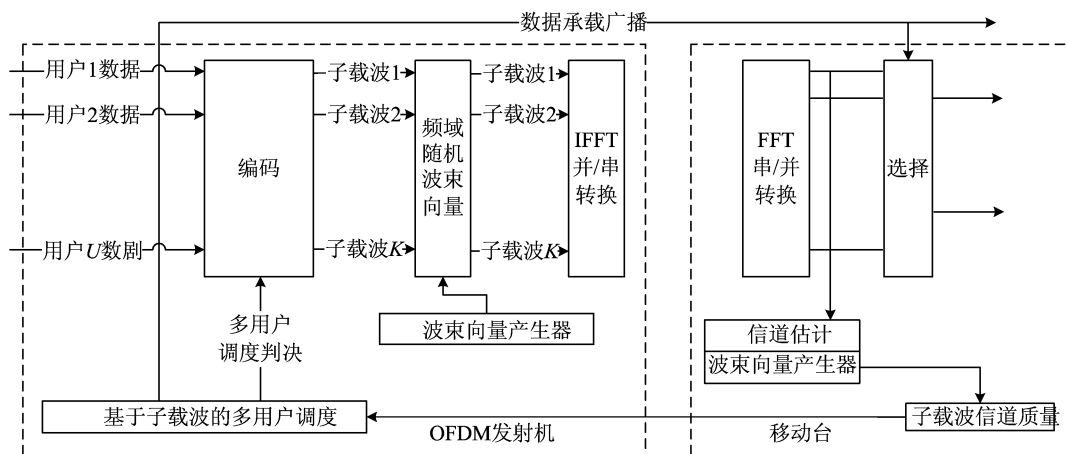 数据承载广播
用户1数据
用户2数据
用户U数剧
编码
子载波1
子载波2
子载波K
频域
随机
波束
向量
子载波1
子载波2
子载波K
IFFT
并/串
转换
波束向量产生器
多用户
调度判决
基于子载波的多用户调度
OFDM发射机
FFT
串/并
转换
选择
信道估计
波束向量产生器
子载波信道质量
移动台